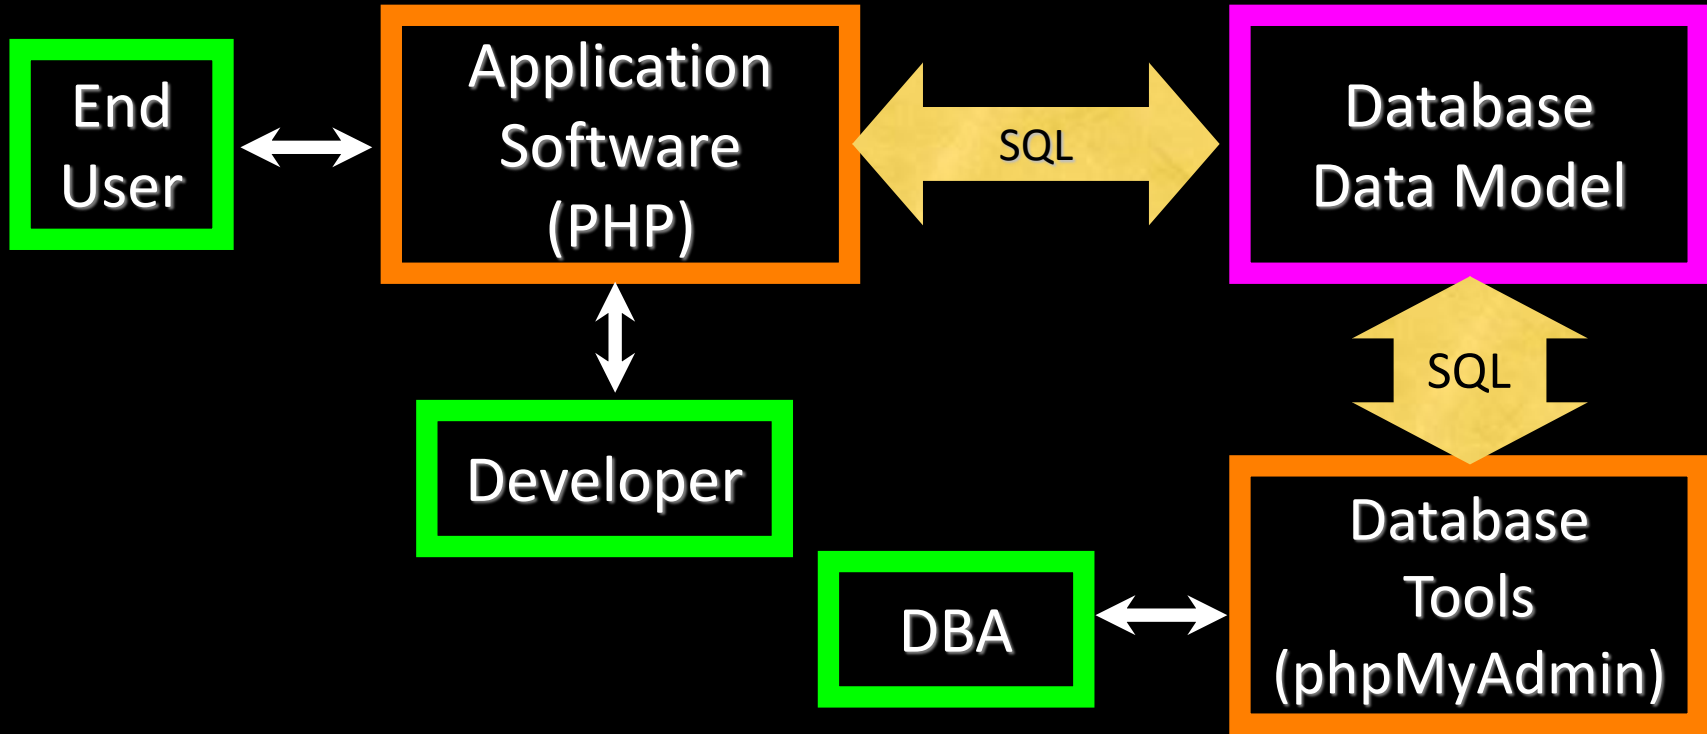 End
User
Application
Software
(PHP)
SQL
Database
Data Model
SQL
Developer
DBA
Database
Tools
(phpMyAdmin)